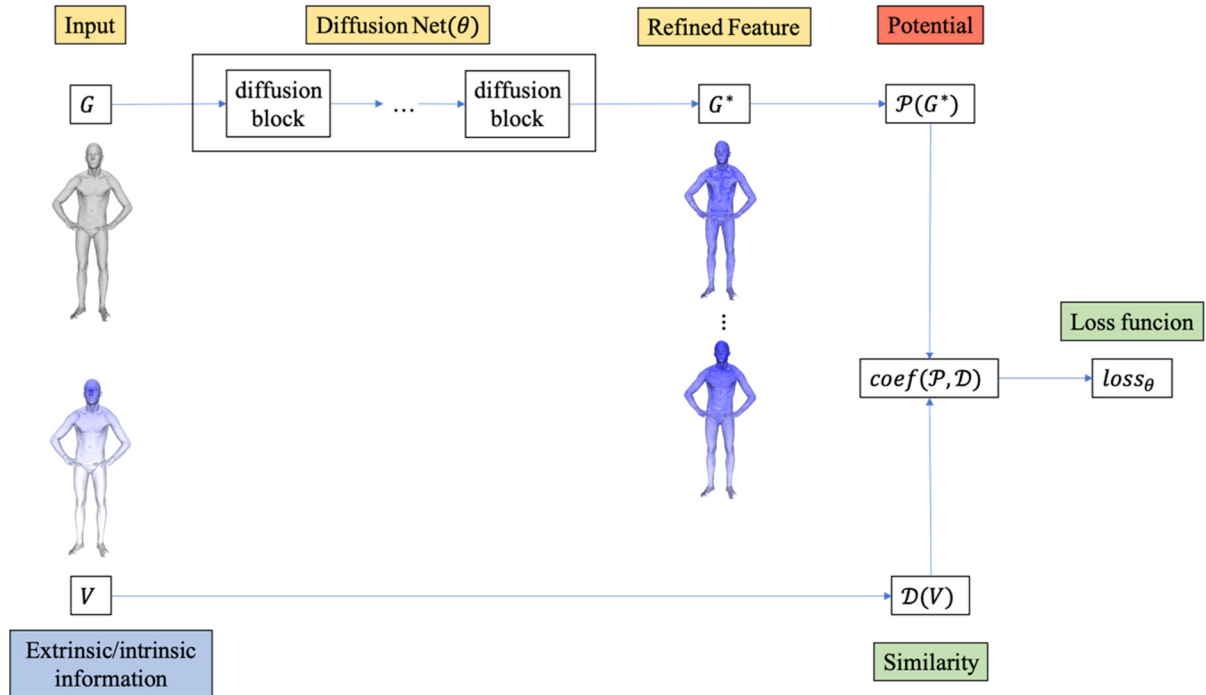 Input
Diffusion Net(θ)
Refined Feature
Potential
G
diffusion
block
...
diffusion
block
G*
𝒫(G*)
⋮
Loss funcion
coef(𝒫, 𝒟)
loss_θ
V
𝒟(V)
Extrinsic/intrinsic
information
Similarity